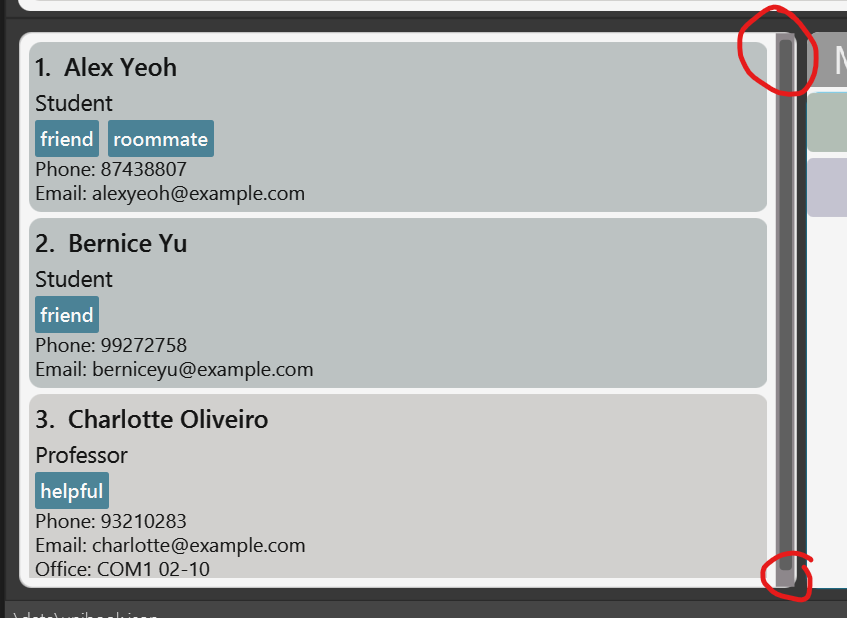 1. Alex Yeoh
Student
friend roommate
Phone: 87438807
Email: alexyeoh@example.com
2. Bernice Yu
Student
friend
Phone: 99272758
Email: berniceyu@example.com
3. Charlotte Oliveiro
Professor
helpful
Phone: 93210283
Email: charlotte@example.com
Office: COM1 02-10